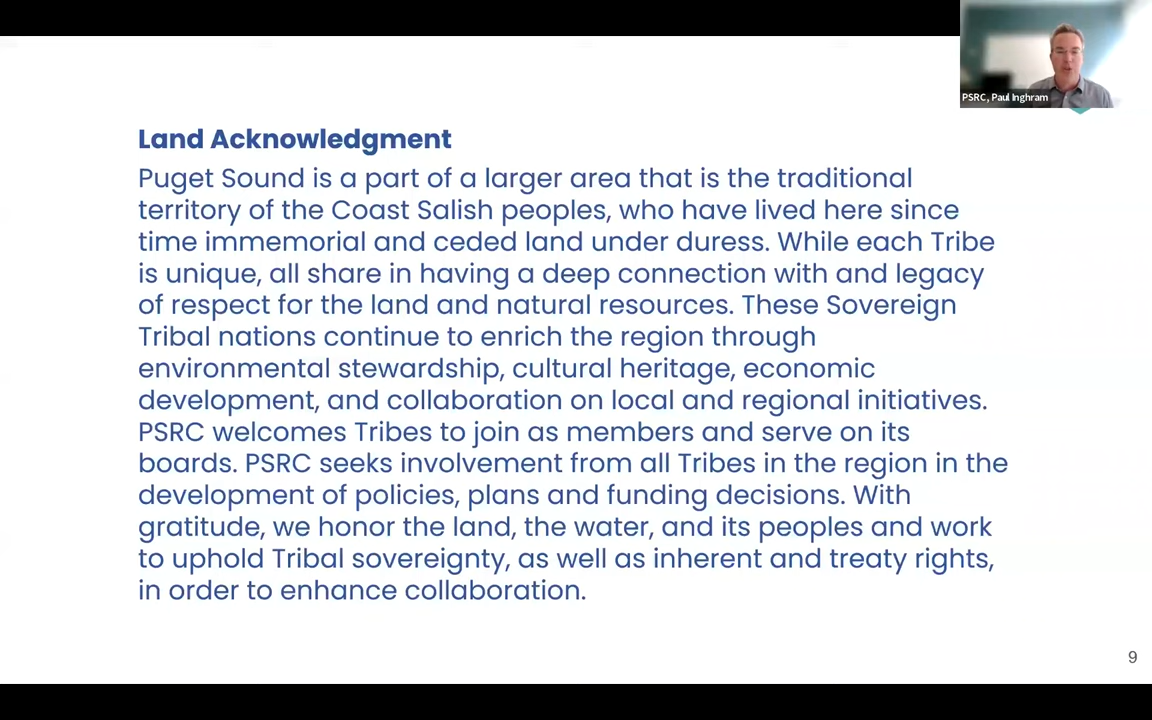 PSRC, Paul Inghram
Land Acknowledgment
Puget Sound is a part of a larger area that is the traditional
territory of the Coast Salish peoples, who have lived here since
time immemorial and ceded land under duress. While each Tribe
is unique, all share in having a deep connection with and legacy
of respect for the land and natural resources. These Sovereign
Tribal nations continue to enrich the region through
environmental stewardship, cultural heritage, economic
development, and collaboration on local and regional initiatives.
PSRC welcomes Tribes to join as members and serve on its
boards. PSRC seeks involvement from all Tribes in the region in the
development of policies, plans and funding decisions. With
gratitude, we honor the land, the water, and its peoples and work
to uphold Tribal sovereignty, as well as inherent and treaty rights,
in order to enhance collaboration.
9